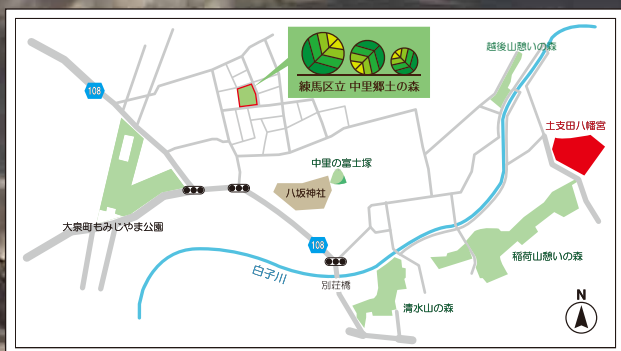 越後山憩いの森
練馬区立 中里郷土の森
108
土支田八幡宮
中里の富士塚
八坂神社
大泉町もみじやま公園
108
稲荷山憩いの森
白子川
別荘橋
清水山の森
N